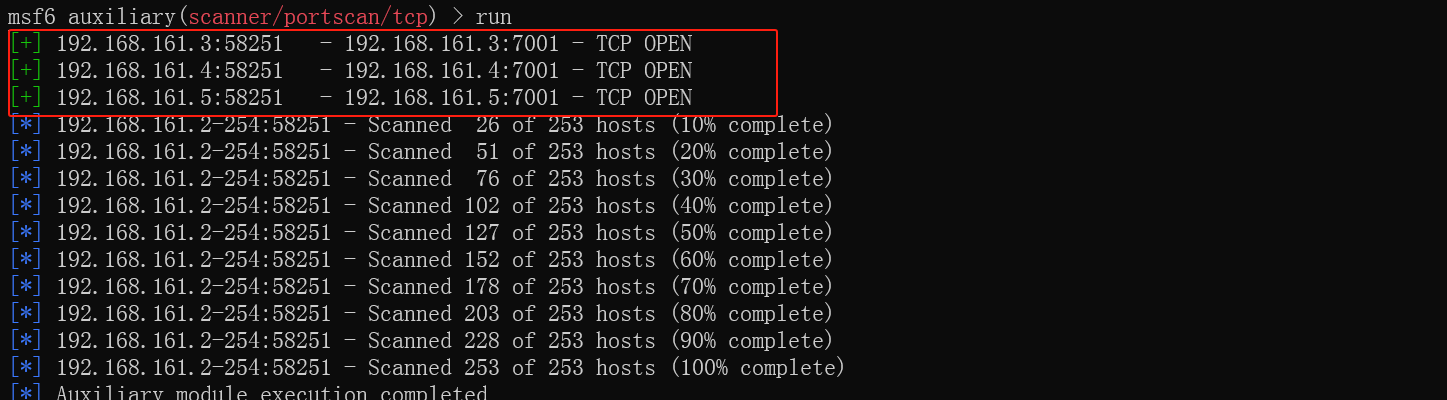 msf6 auxiliary(scanner/portscan/tcp) > run
[+] 192.168.161.3:58251   - 192.168.161.3:7001 - TCP OPEN
[+] 192.168.161.4:58251   - 192.168.161.4:7001 - TCP OPEN
[+] 192.168.161.5:58251   - 192.168.161.5:7001 - TCP OPEN
[*] 192.168.161.2-254:58251 - Scanned  26 of 253 hosts (10% complete)
[*] 192.168.161.2-254:58251 - Scanned  51 of 253 hosts (20% complete)
[*] 192.168.161.2-254:58251 - Scanned  76 of 253 hosts (30% complete)
[*] 192.168.161.2-254:58251 - Scanned 102 of 253 hosts (40% complete)
[*] 192.168.161.2-254:58251 - Scanned 127 of 253 hosts (50% complete)
[*] 192.168.161.2-254:58251 - Scanned 152 of 253 hosts (60% complete)
[*] 192.168.161.2-254:58251 - Scanned 178 of 253 hosts (70% complete)
[*] 192.168.161.2-254:58251 - Scanned 203 of 253 hosts (80% complete)
[*] 192.168.161.2-254:58251 - Scanned 228 of 253 hosts (90% complete)
[*] 192.168.161.2-254:58251 - Scanned 253 of 253 hosts (100% complete)
[*] Auxiliary module execution completed